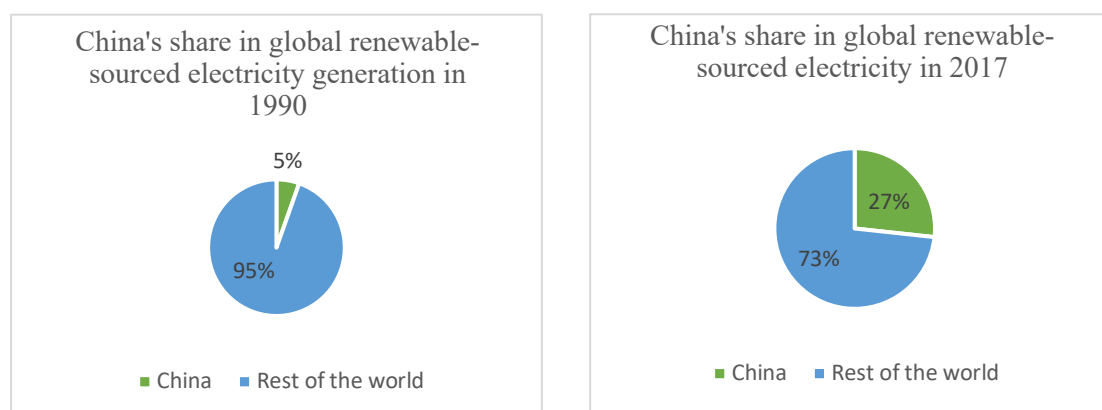 China's share in global renewable-
sourced electricity generation in
1990
5%
95%
China Rest of the world
China's share in global renewable-
sourced electricity in 2017
27%
73%
China Rest of the world